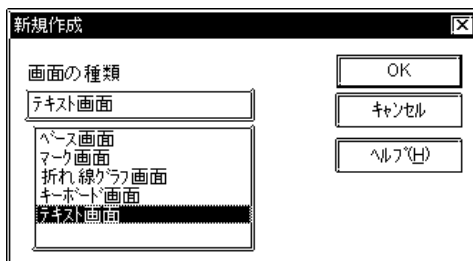 新規作成
画面の種類
テキスト画面
ベース画面
マーク画面
折れ線グラフ画面
キーボード画面
テキスト画面
OK
キャンセル
ヘルプ(H)